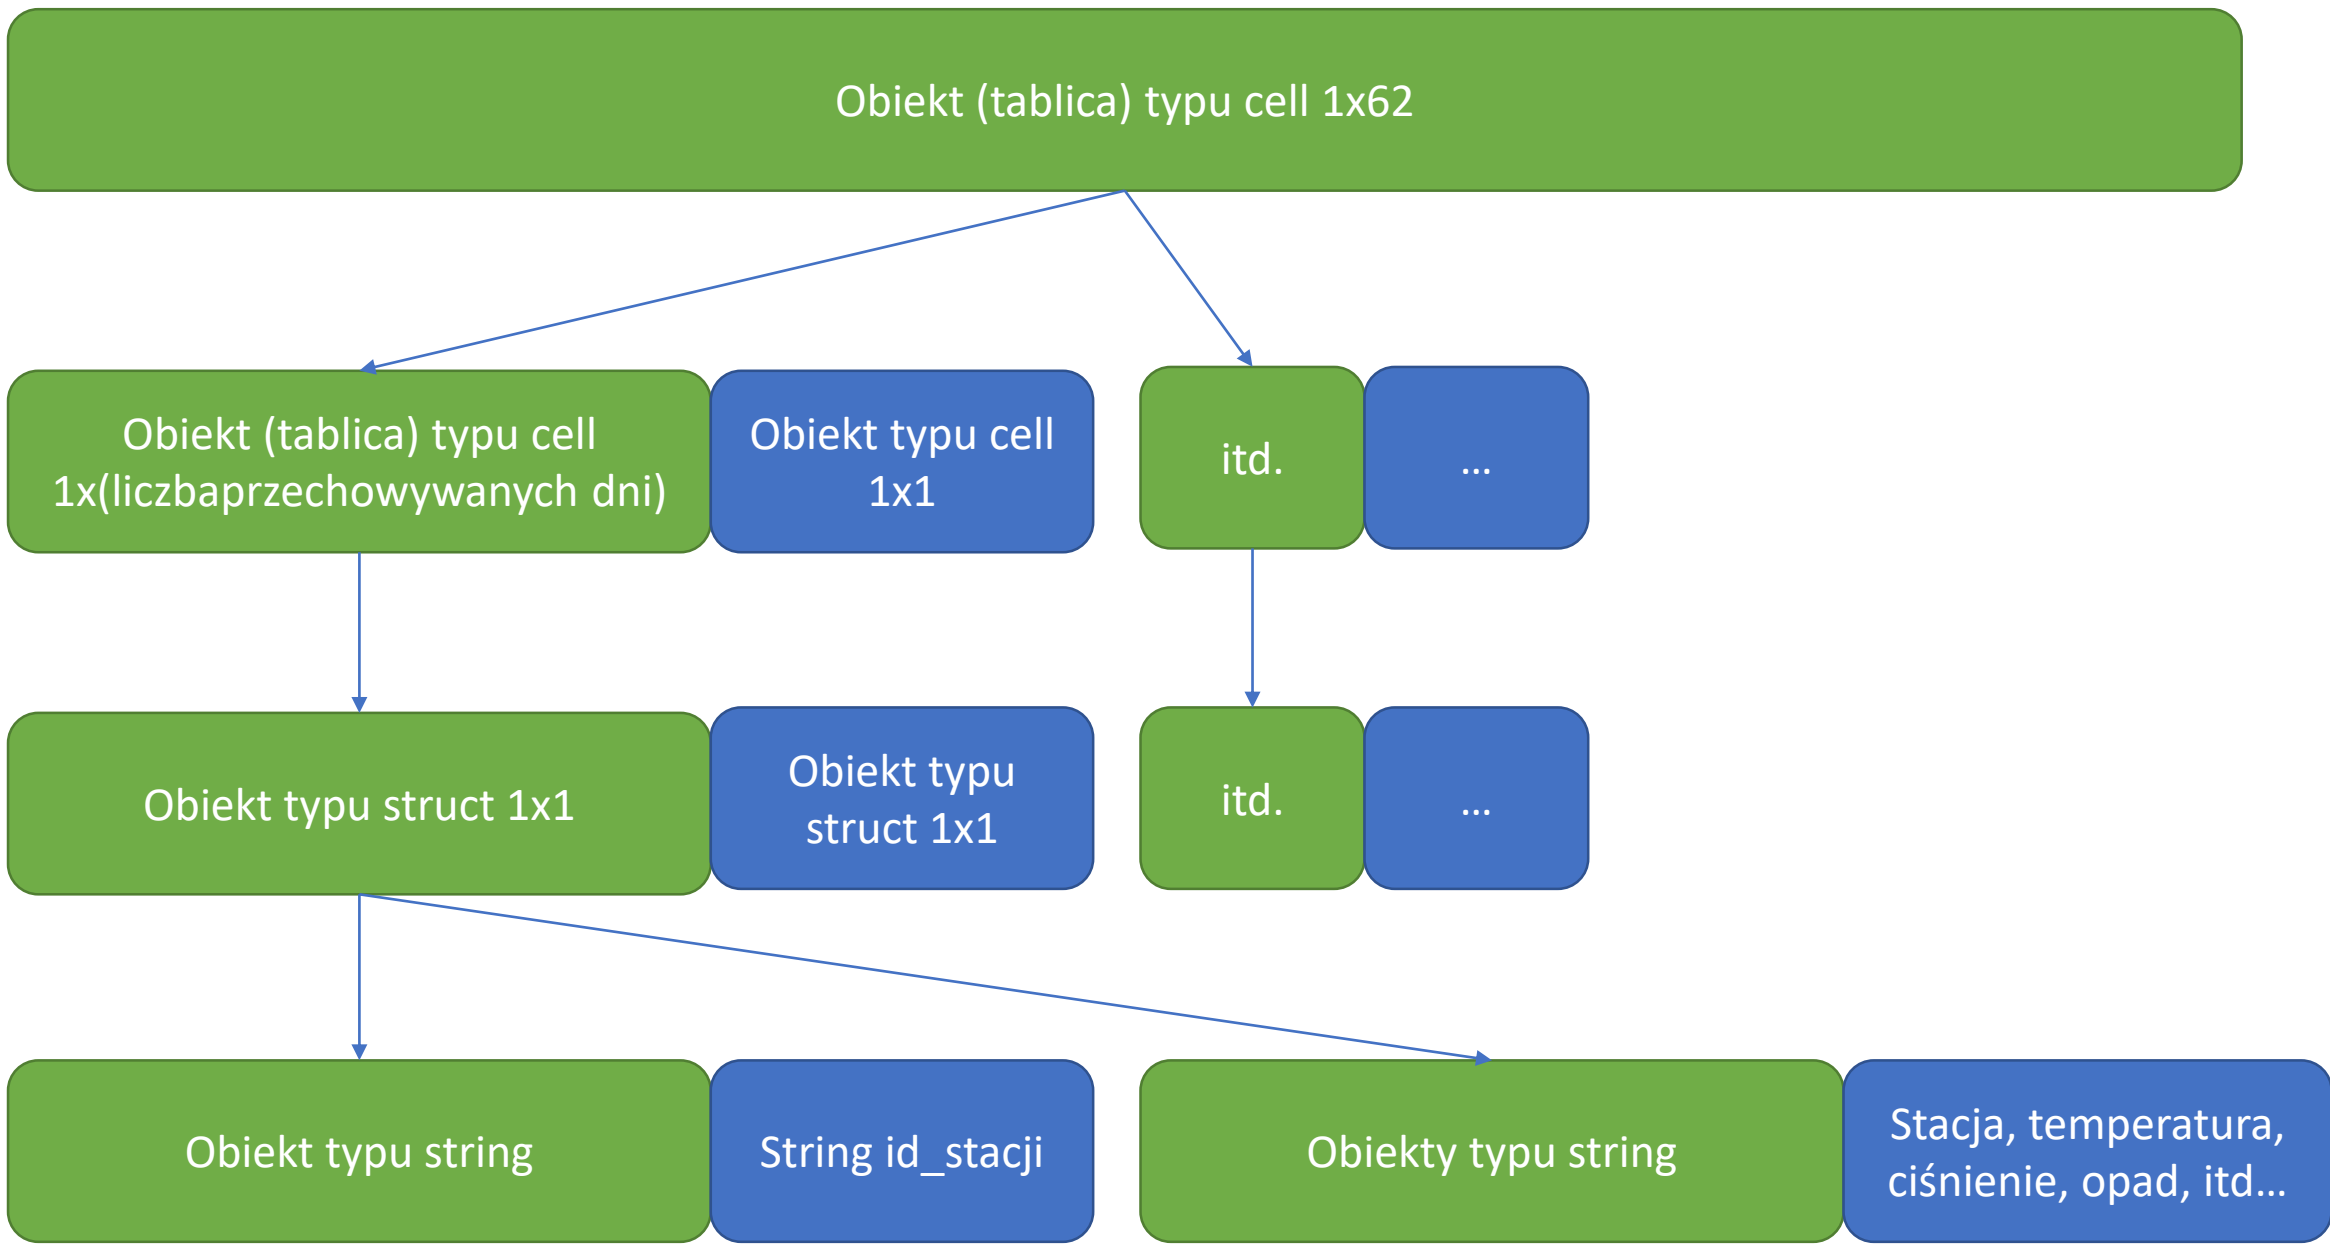 Obiekt (tablica) typu cell 1x62
Obiekt (tablica) typu cell
1x(liczbaprzechowywanych dni)
Obiekt typu cell
1x1
itd.
...
Obiekt typu struct 1x1
Obiekt typu
struct 1x1
itd.
...
Obiekt typu string
String id_stacji
Obiekty typu string
Stacja, temperatura,
ciśnienie, opad, itd...